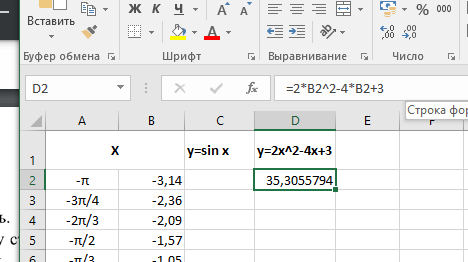 Вставить
Ж К Ч
%
Буфер обмена
Шрифт
Выравнивание
Число
D2
fx
=2*B2^2-4*B2+3
Строка фор
A B C D E F
1 X y=sin x y=2x^2-4x+3
2 -π -3,14 35,3055794
3 -3π/4 -2,36
4 -2π/3 -2,09
5 -π/2 -1,57
6 -π/3 -1,05
ь.
у ст